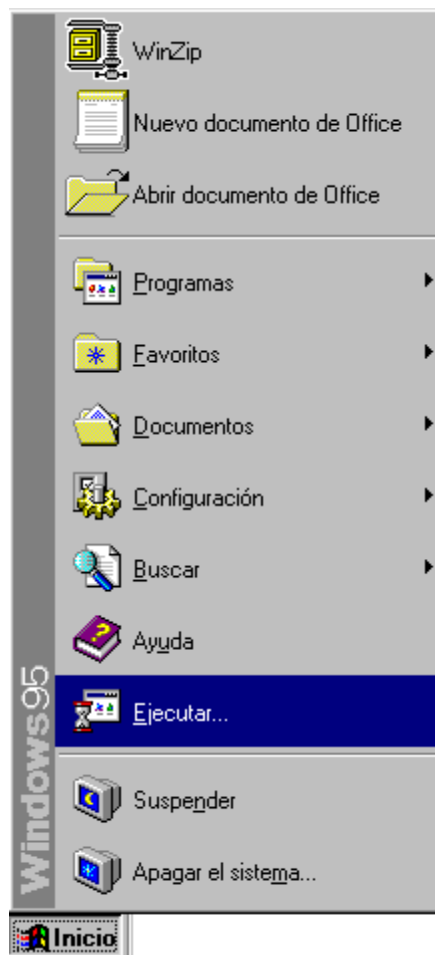 WinZip
Nuevo documento de Office
Abrir documento de Office
Programas
Favoritos
Documentos
Configuración
Buscar
Ayuda
Ejecutar...
Suspender
Apagar el sistema...
Windows95
Inicio